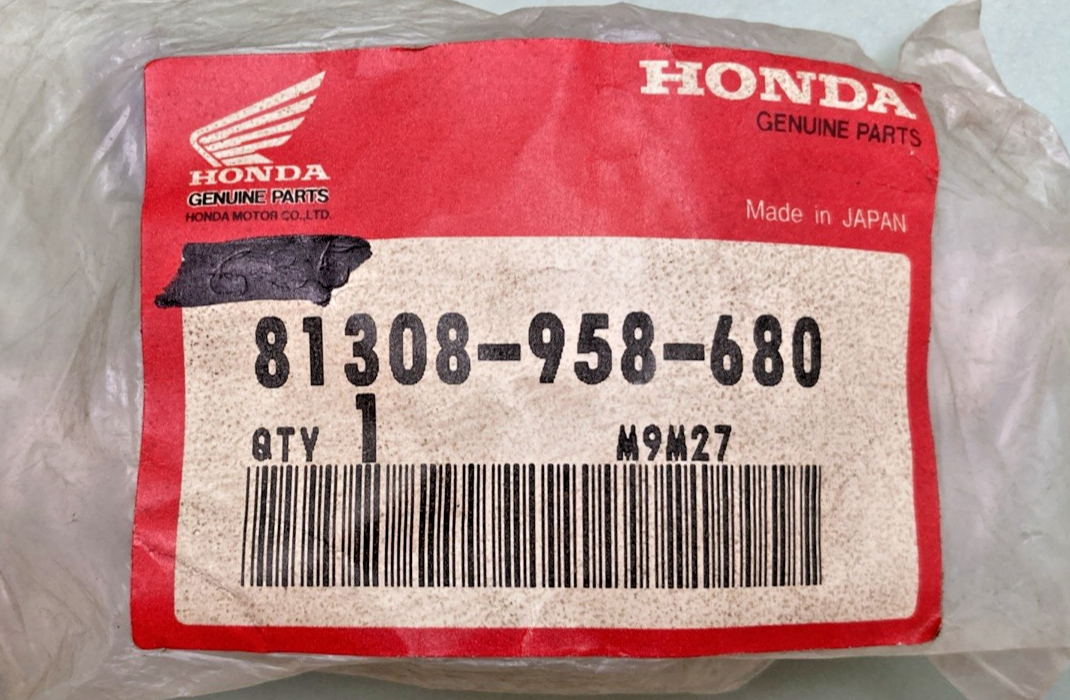 HONDA
GENUINE PARTS
HONDA MOTOR CO.,LTD.
HONDA
GENUINE PARTS
Made in JAPAN
81308-958-680
QTY 1
M9M27